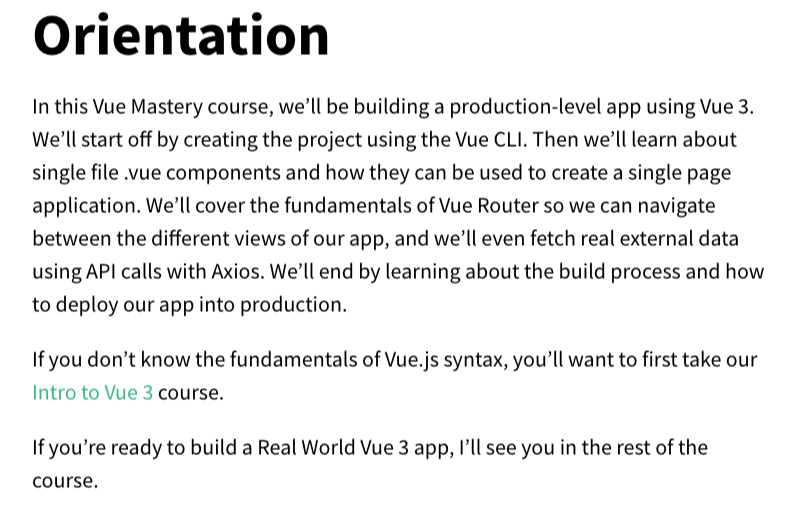 Orientation
In this Vue Mastery course, we’ll be building a production-level app using Vue 3.
We’ll start off by creating the project using the Vue CLI. Then we’ll learn about
single file .vue components and how they can be used to create a single page
application. We’ll cover the fundamentals of Vue Router so we can navigate
between the different views of our app, and we’ll even fetch real external data
using API calls with Axios. We’ll end by learning about the build process and how
to deploy our app into production.
If you don’t know the fundamentals of Vue.js syntax, you’ll want to first take our
Intro to Vue 3 course.
If you’re ready to build a Real World Vue 3 app, I’ll see you in the rest of the
course.